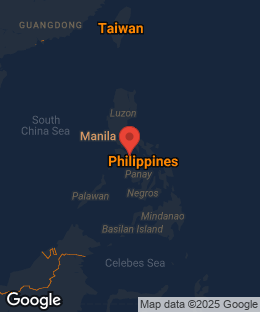 GUANGDONG
Taiwan
Luzon
South
China Sea
Manila
Philippines
Panay
Palawan
Negros
Mindanao
Basilan Island
Celebes Sea
Google
Map data ©2025 Google